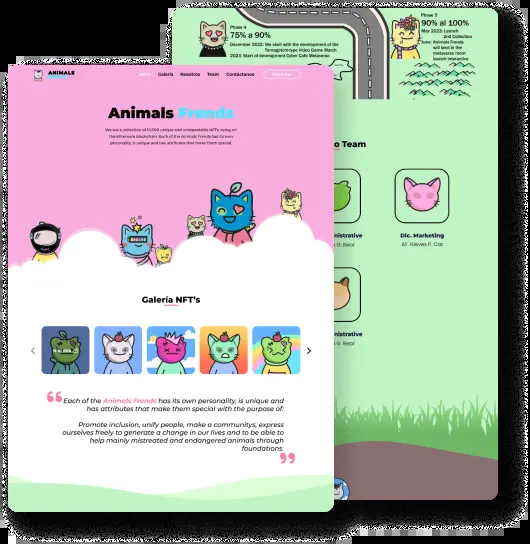 Phase 4
75% a 90%
December 2022: We start with the development of the
Tamagotchi-type Video Game March
2023: Start of development Cyber Cafe Metaverse
Phase 5
90% al 100%
May 2023: Launch
2nd Collection
June: Animals Frends
will land in the
metaverse room
launch interactive
ANIMALS
Galería
Nosotros
Team
Contáctanos
Animals Frends
We are a collection of 10,000 unique and unrepeatable NFTs, living on
the ethereum blockchain. Each of the Animals Frends has its own
personality, is unique and has attributes that make them special
o Team
nistrative
G. Bear
Dic. Marketing
AF. Nieves P. Cat
nistrative
G. Bear
Galería NFT's
“Each of the Animals Frends has its own personality, is unique and
has attributes that make them special with the purpose of:
Promote inclusion, unify people, make a communitys, express
ourselves freely to generate a change in our lives and to be able to
help mainly mistreated and endangered animals through
foundations.
”